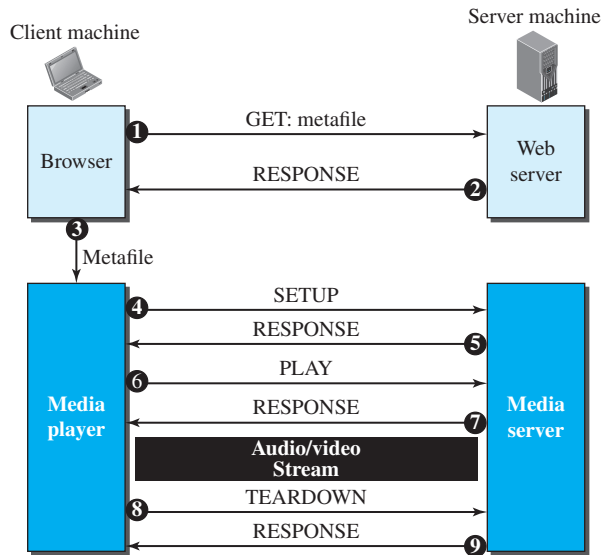 Client machine
Server machine
Browser
Web
server
1
GET: metafile
RESPONSE
2
3
Metafile
Media
player
Media
server
4
SETUP
RESPONSE
5
6
PLAY
RESPONSE
7
Audio/video
Stream
8
TEARDOWN
RESPONSE
9